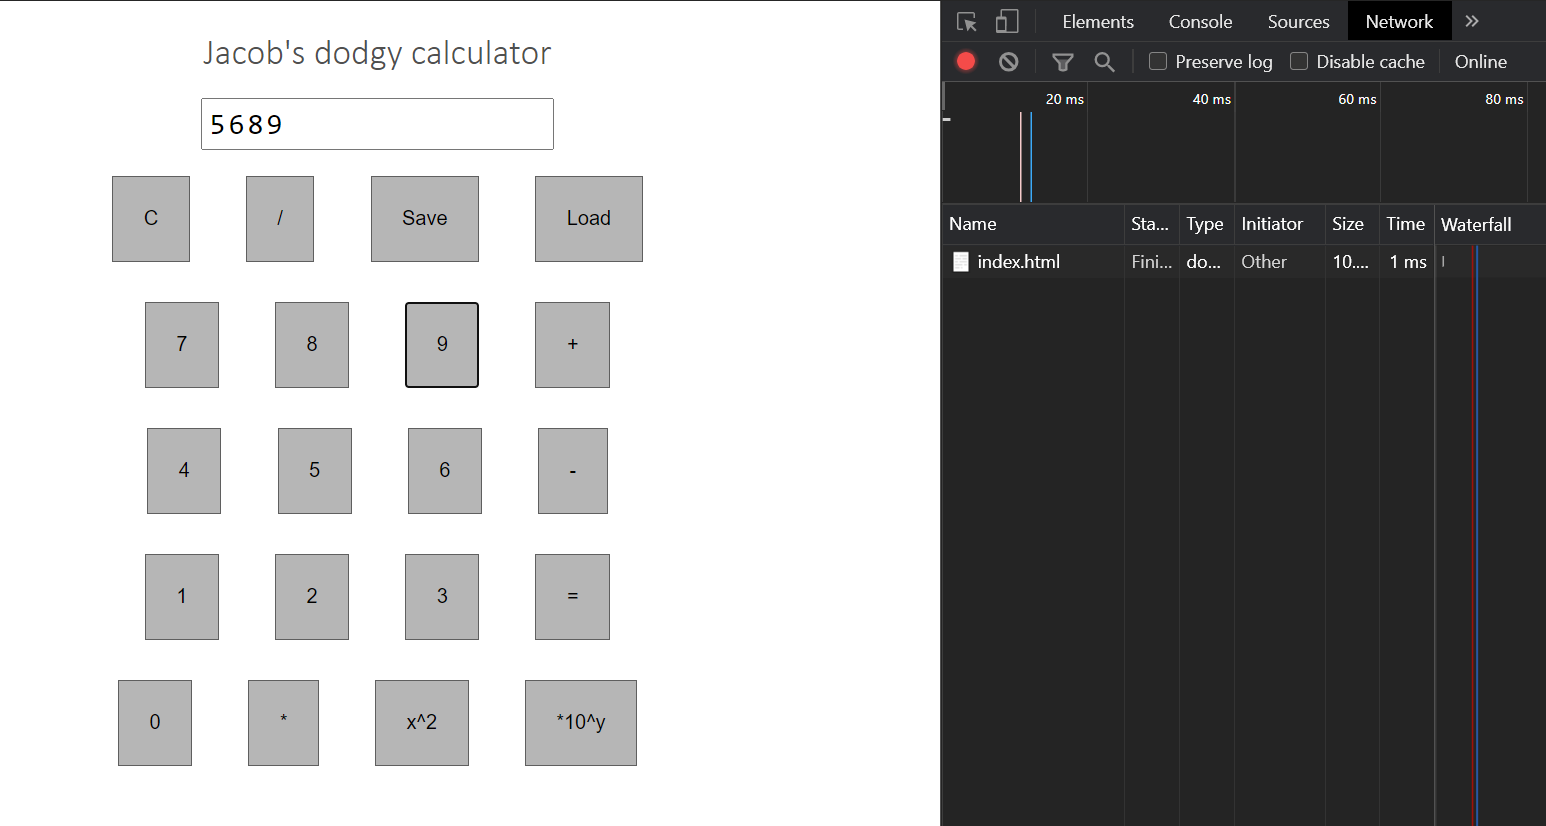 Jacob's dodgy calculator
5689
C / Save Load
7 8 9 +
4 5 6 -
1 2 3 =
0 * x^2 *10^y
Elements Console Sources Network »
Preserve log Disable cache Online
20 ms 40 ms 60 ms 80 ms
Name Sta... Type Initiator Size Time Waterfall
index.html Fini... do... Other 10.... 1 ms